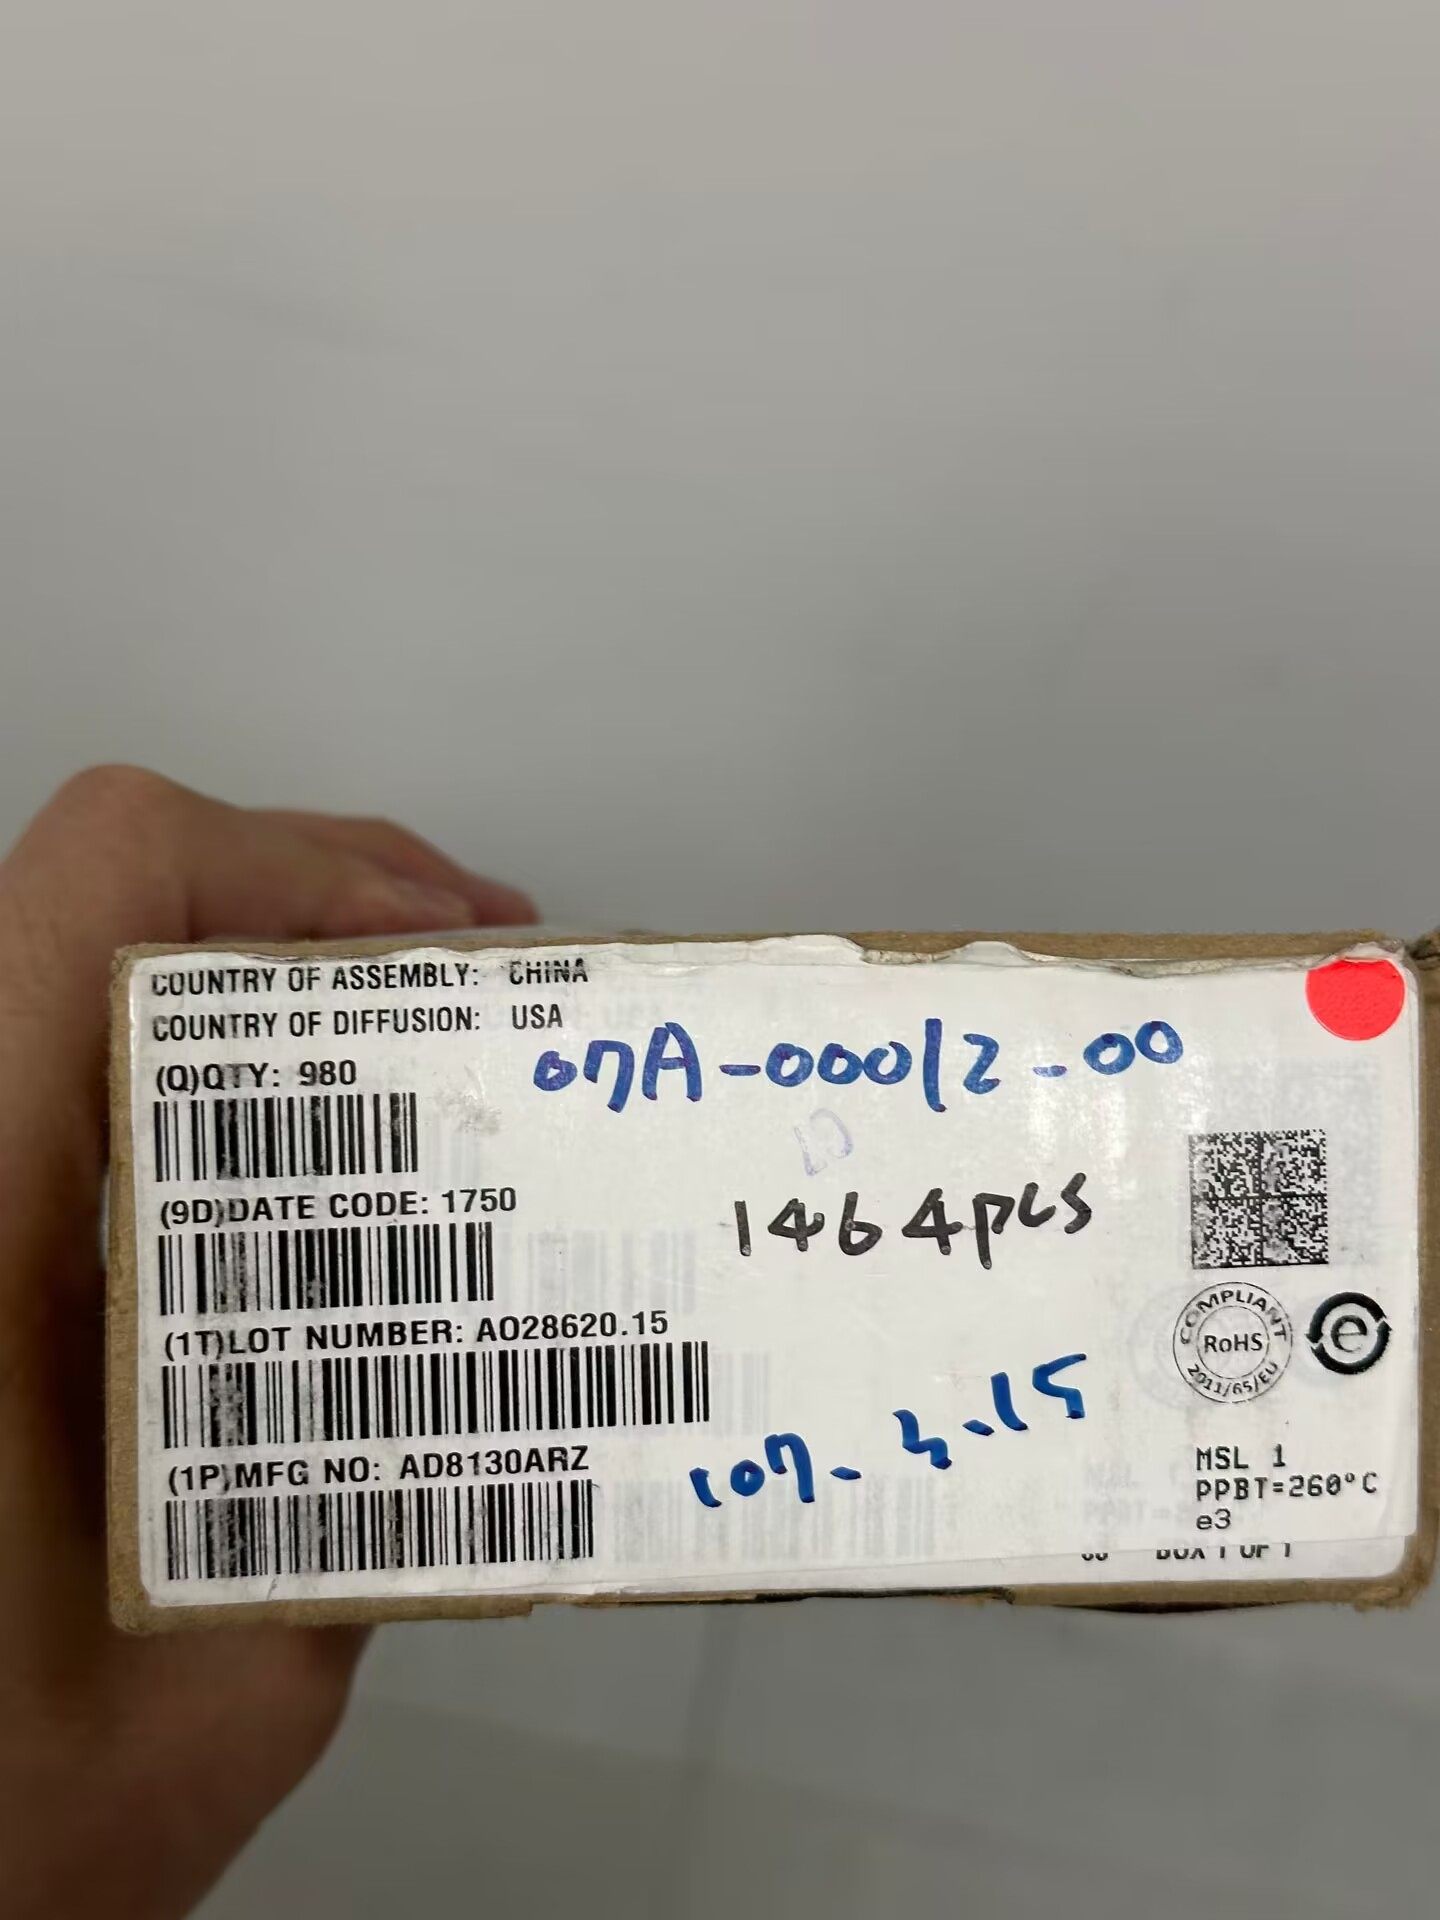 COUNTRY OF ASSEMBLY: CHINA
COUNTRY OF DIFFUSION: USA
(Q)QTY: 980
07A-00012-00
(9D)DATE CODE: 1750
1464pcs
(1T)LOT NUMBER: AO28620.15
COMPLIANT
RoHS
2011/65/EU
e
(1P)MFG NO: AD8130ARZ
107-3-15
MSL 1
PPBT=260°C
e3
BOX 1 OF 1